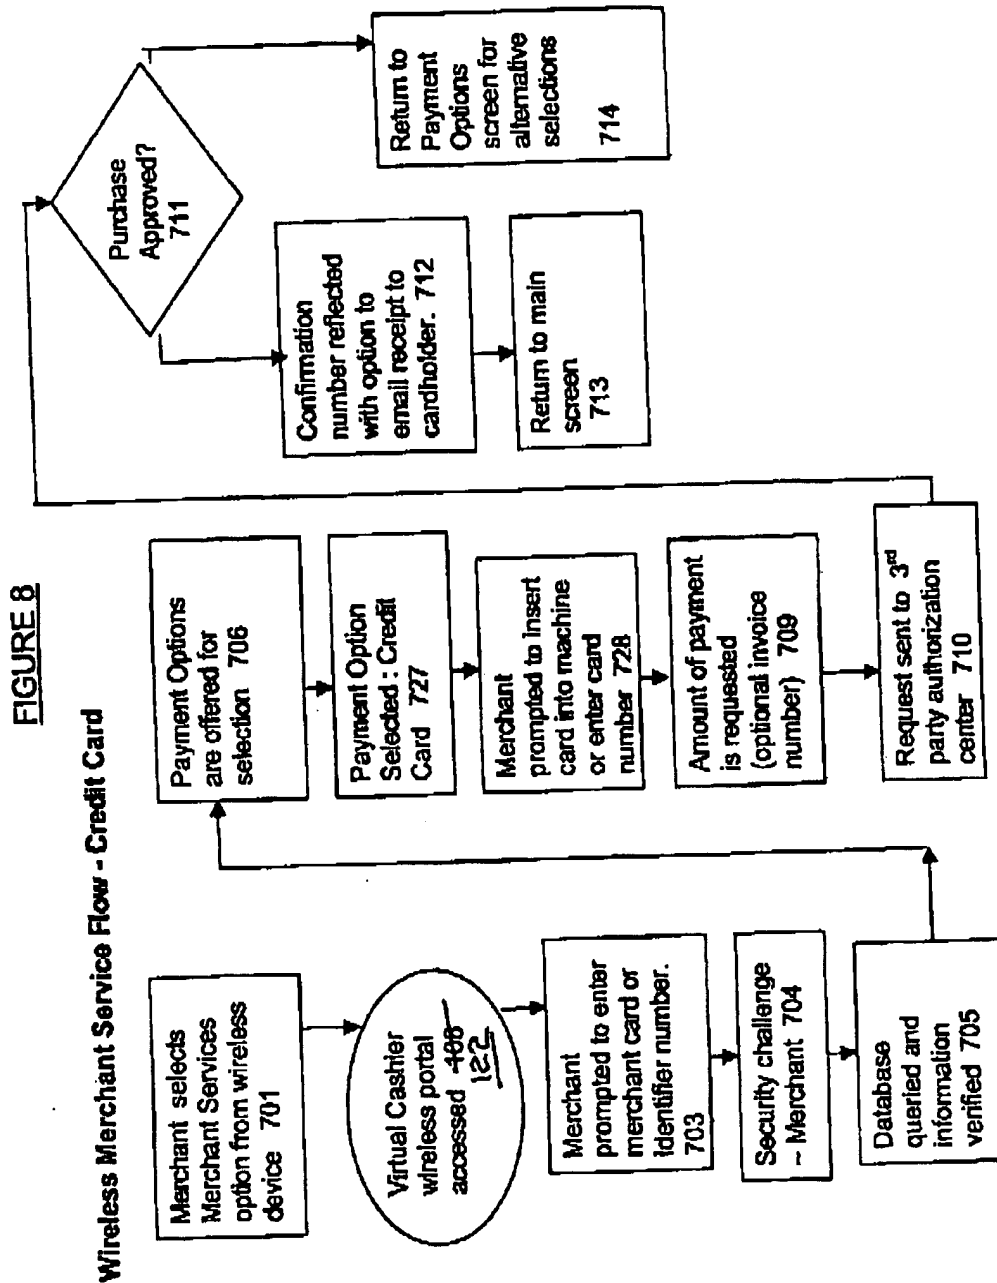 FIGURE 8
Wireless Merchant Service Flow - Credit Card
Merchant selects
Merchant Services
option from wireless
device 701
Virtual Cashier
wireless portal
accessed 408
122
Merchant
prompted to enter
merchant card or
identifier number.
703
Security challenge
~ Merchant 704
Database
queried and
information
verified 705
Payment Options
are offered for
selection 706
Payment Option
Selected : Credit
Card 727
Merchant
prompted to insert
card into machine
or enter card
number 728
Amount of payment
is requested
(optional invoice
number) 709
Request sent to 3rd
party authorization
center 710
Purchase
Approved?
711
Confirmation
number reflected
with option to
email receipt to
cardholder. 712
Return to main
screen
713
Return to
Payment
Options
screen for
alternative
selections
714